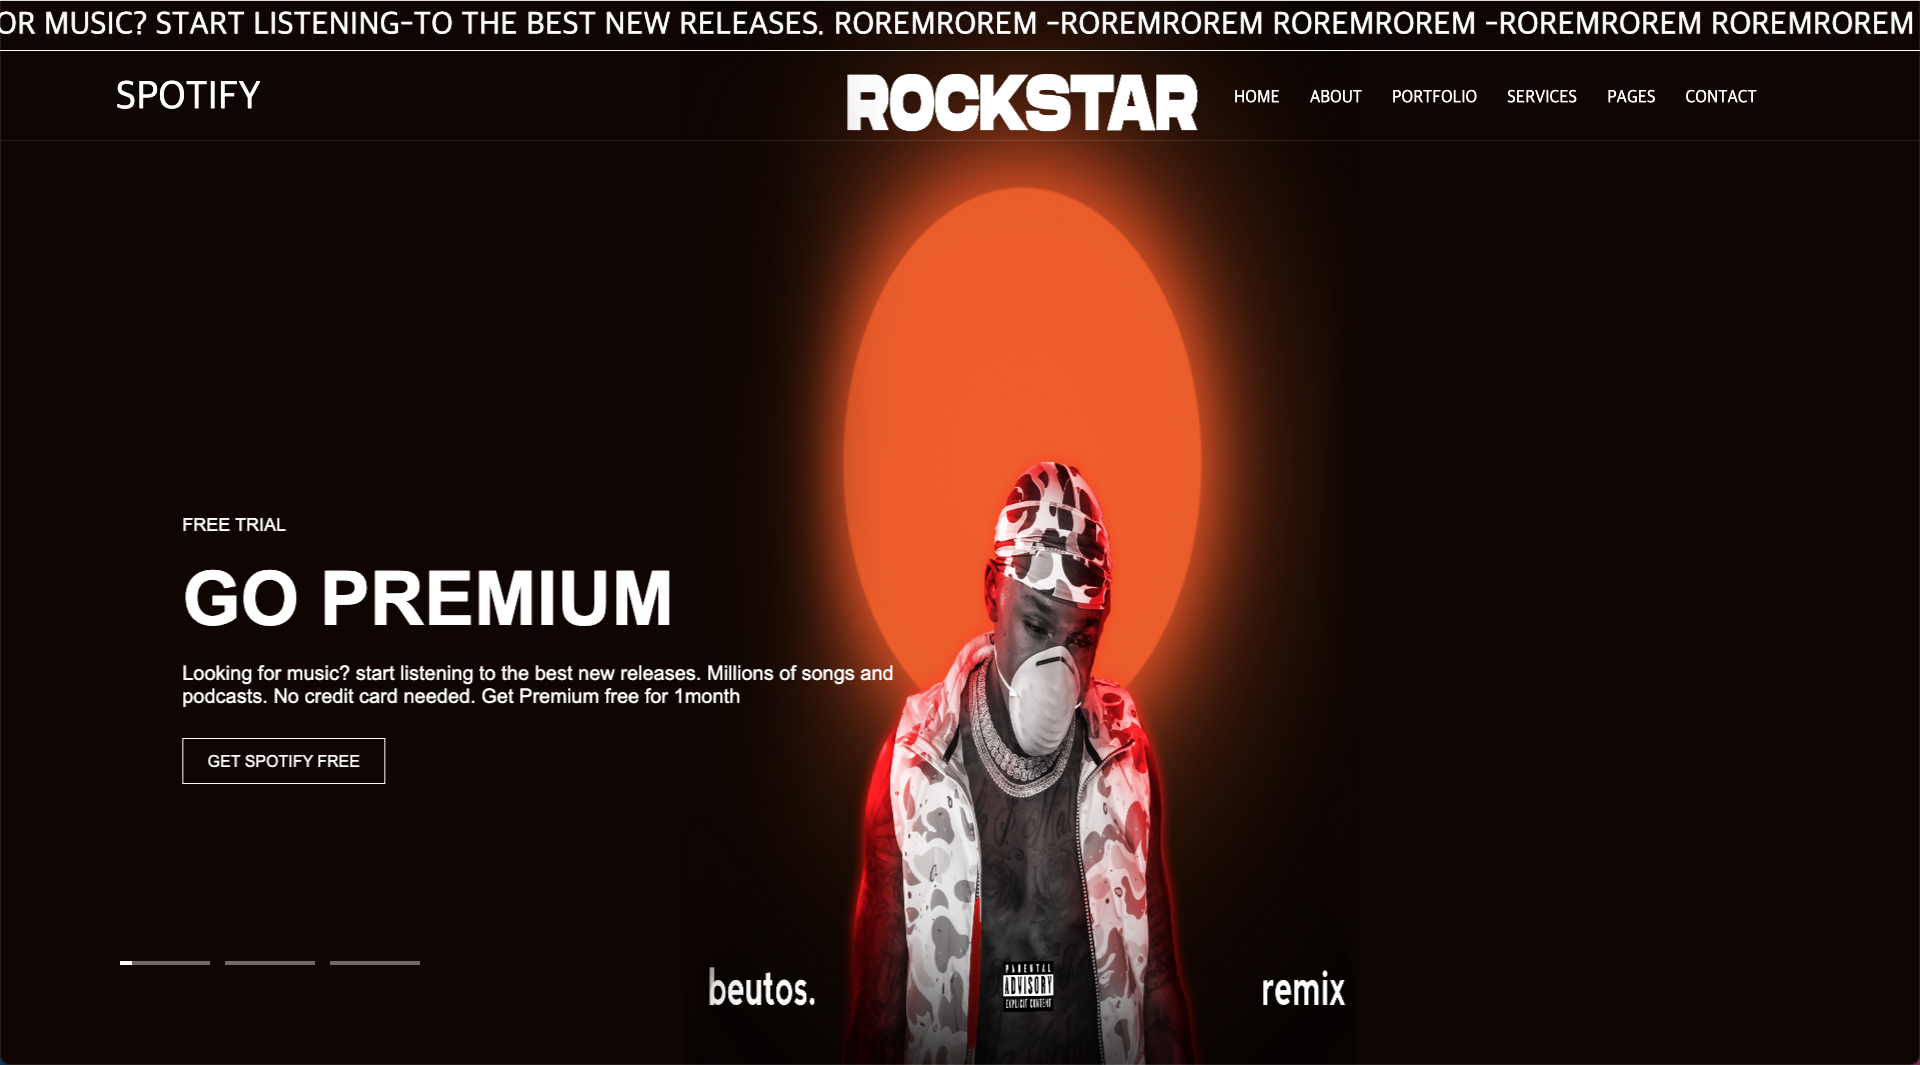 OR MUSIC? START LISTENING-TO THE BEST NEW RELEASES. ROREMROREM -ROREMROREM ROREMROREM -ROREMROREM ROREMROREM
SPOTIFY
ROCKSTAR
HOME ABOUT PORTFOLIO SERVICES PAGES CONTACT
FREE TRIAL
GO PREMIUM
Looking for music? start listening to the best new releases. Millions of songs and
podcasts. No credit card needed. Get Premium free for 1month
GET SPOTIFY FREE
beutos.
PARENTAL
ADVISORY
EXPLICIT CONTENT
remix